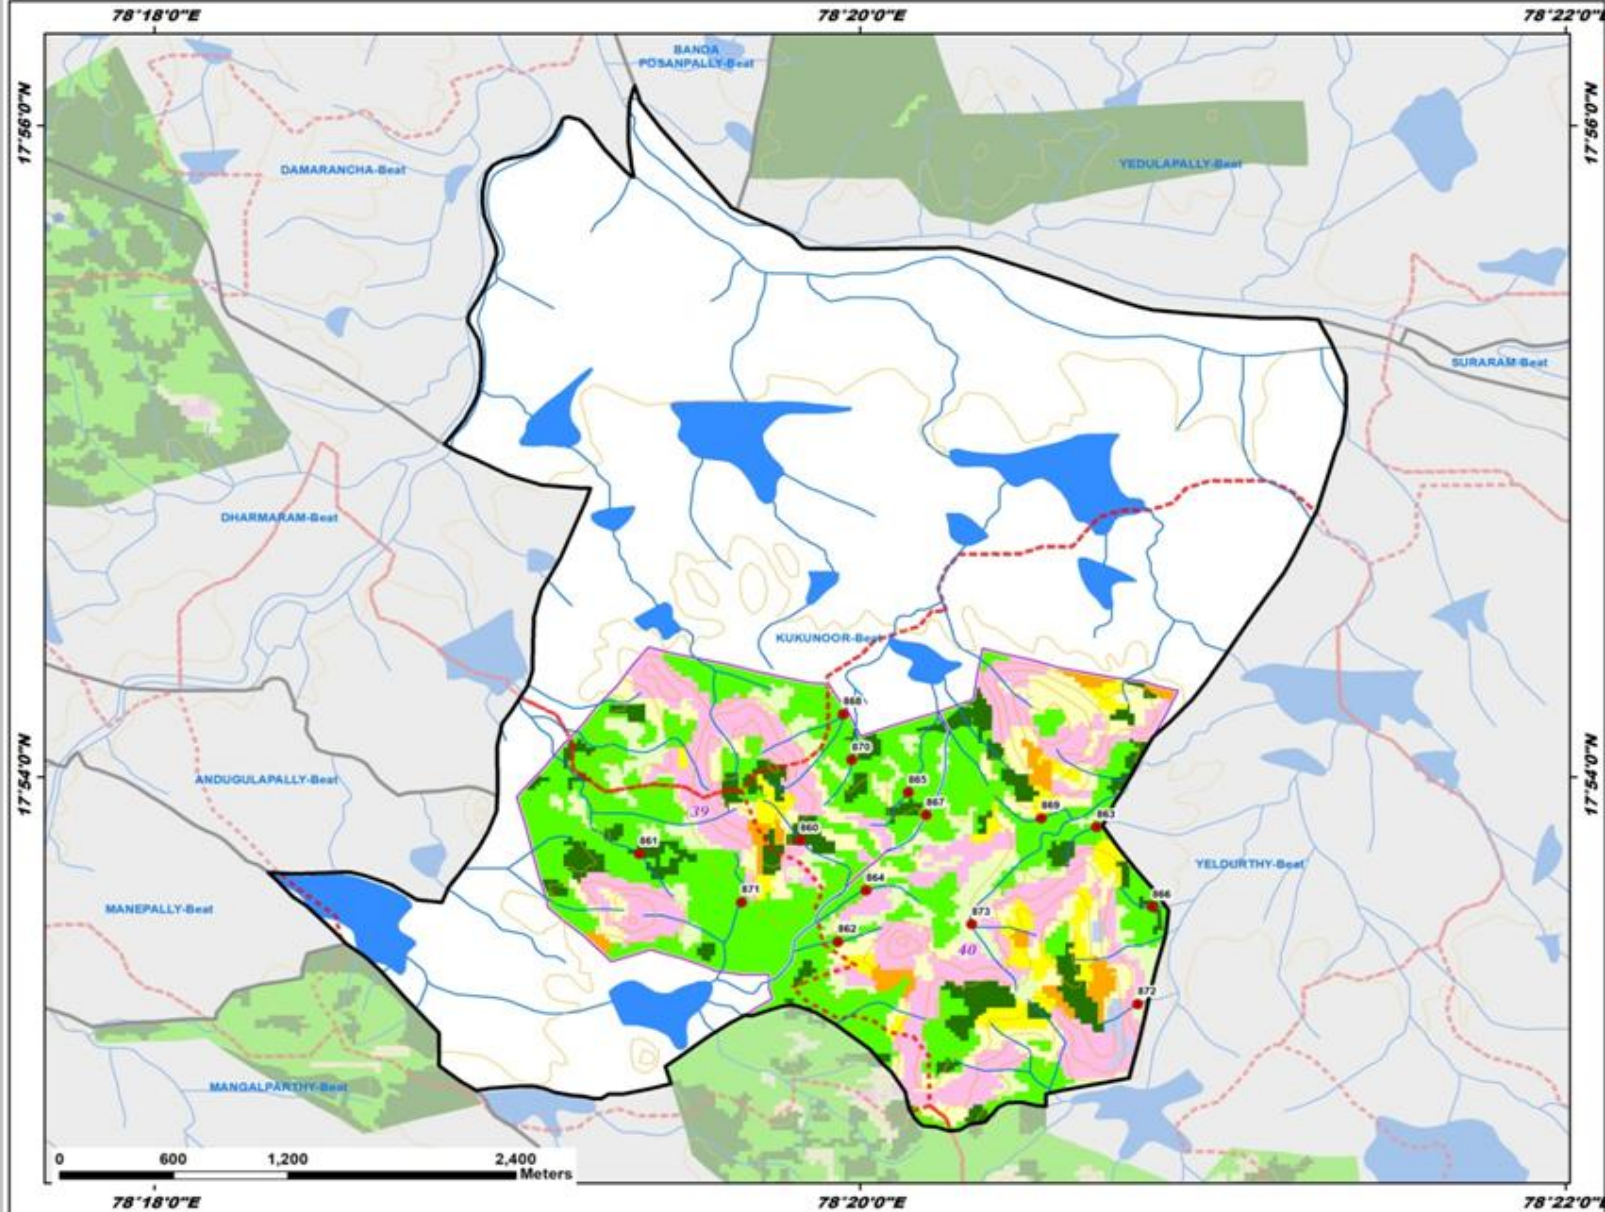 78°18'0"E
78°20'0"E
78°22'0"E
BANDA
POSANPALLY-Beat
17°56'0"N
17°56'0"N
DAMARANCHA-Beat
YEDULAPALLY-Beat
SURARAM-Beat
DHARMARAM-Beat
KUKUNOOR-Beat
868
870
17°54'0"N
17°54'0"N
ANDUGULAPALLY-Beat
865
867
39
869
863
860
861
YELDURTHY-Beat
864
871
866
MANEPALLY-Beat
873
862
40
872
MANGALPARTHY-Beat
0 600 1,200 2,400
Meters
78°18'0"E
78°20'0"E
78°22'0"E